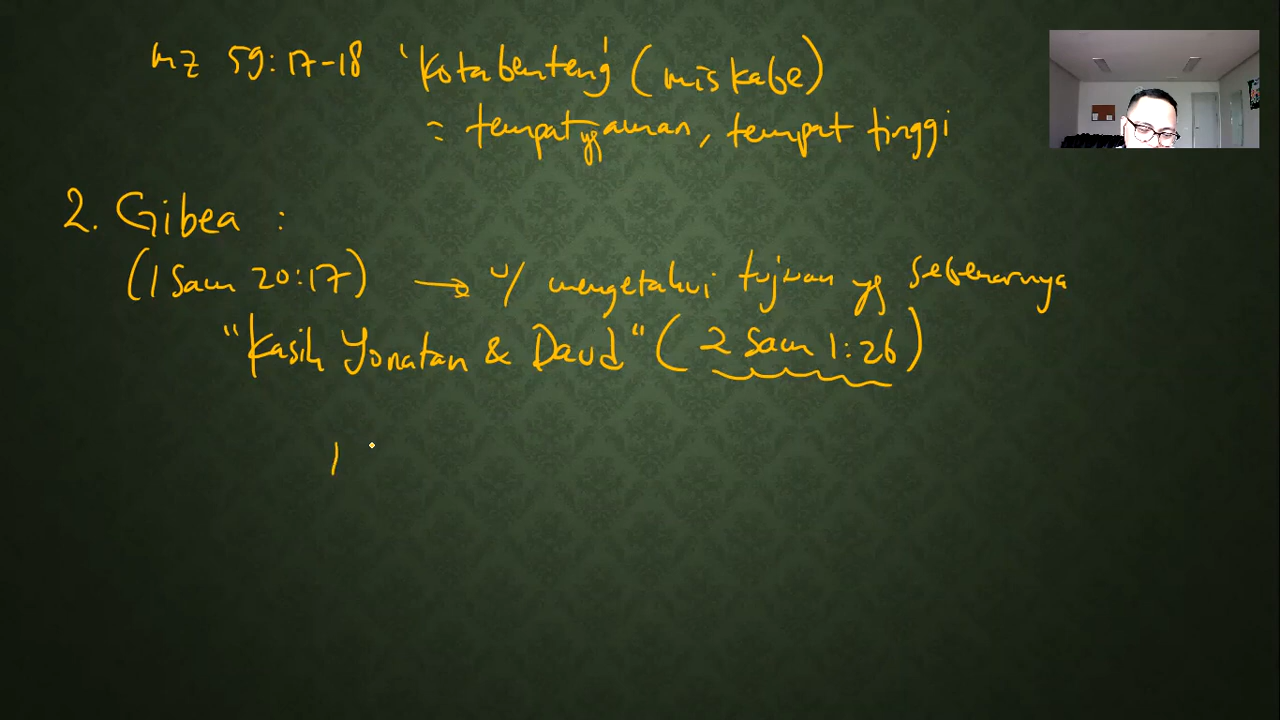 Mz 59:17-18 'Kota benteng' (miskabe)
= tempat yg aman, tempat tinggi
2. Gibea :
(1 Sam 20:17) → u/ mengetahui tujuan yg sebenarnya
"Kasih Yonatan & Daud" (2 Sam 1:26)
1